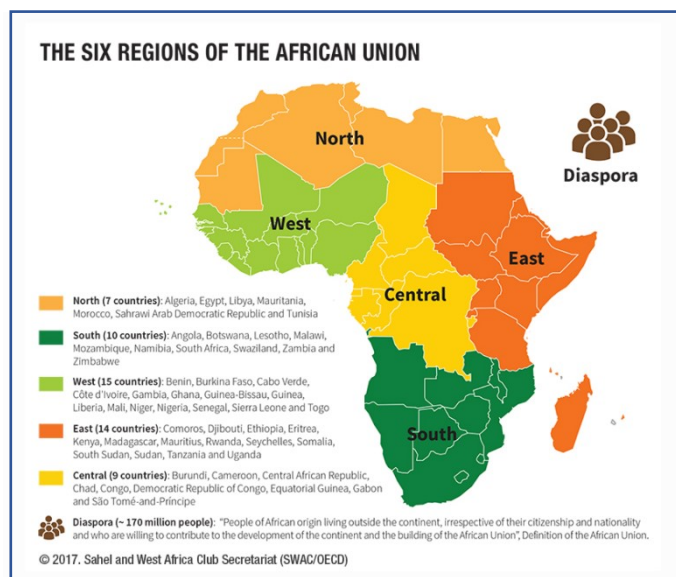 THE SIX REGIONS OF THE AFRICAN UNION
North
Diaspora
West
East
Central
South
North (7 countries): Algeria, Egypt, Libya, Mauritania,
Morocco, Sahrawi Arab Democratic Republic and Tunisia
South (10 countries): Angola, Botswana, Lesotho, Malawi,
Mozambique, Namibia, South Africa, Swaziland, Zambia and
Zimbabwe
West (15 countries): Benin, Burkina Faso, Cabo Verde,
Côte d'Ivoire, Gambia, Ghana, Guinea-Bissau, Guinea,
Liberia, Mali, Niger, Nigeria, Senegal, Sierra Leone and Togo
East (14 countries): Comoros, Djibouti, Ethiopia, Eritrea,
Kenya, Madagascar, Mauritius, Rwanda, Seychelles, Somalia,
South Sudan, Sudan, Tanzania and Uganda
Central (9 countries): Burundi, Cameroon, Central African Republic,
Chad, Congo, Democratic Republic of Congo, Equatorial Guinea, Gabon
and São Tomé-and-Príncipe
Diaspora (~ 170 million people): "People of African origin living outside the continent, irrespective of their citizenship and nationality
and who are willing to contribute to the development of the continent and the building of the African Union", Definition of the African Union.
© 2017. Sahel and West Africa Club Secretariat (SWAC/OECD)